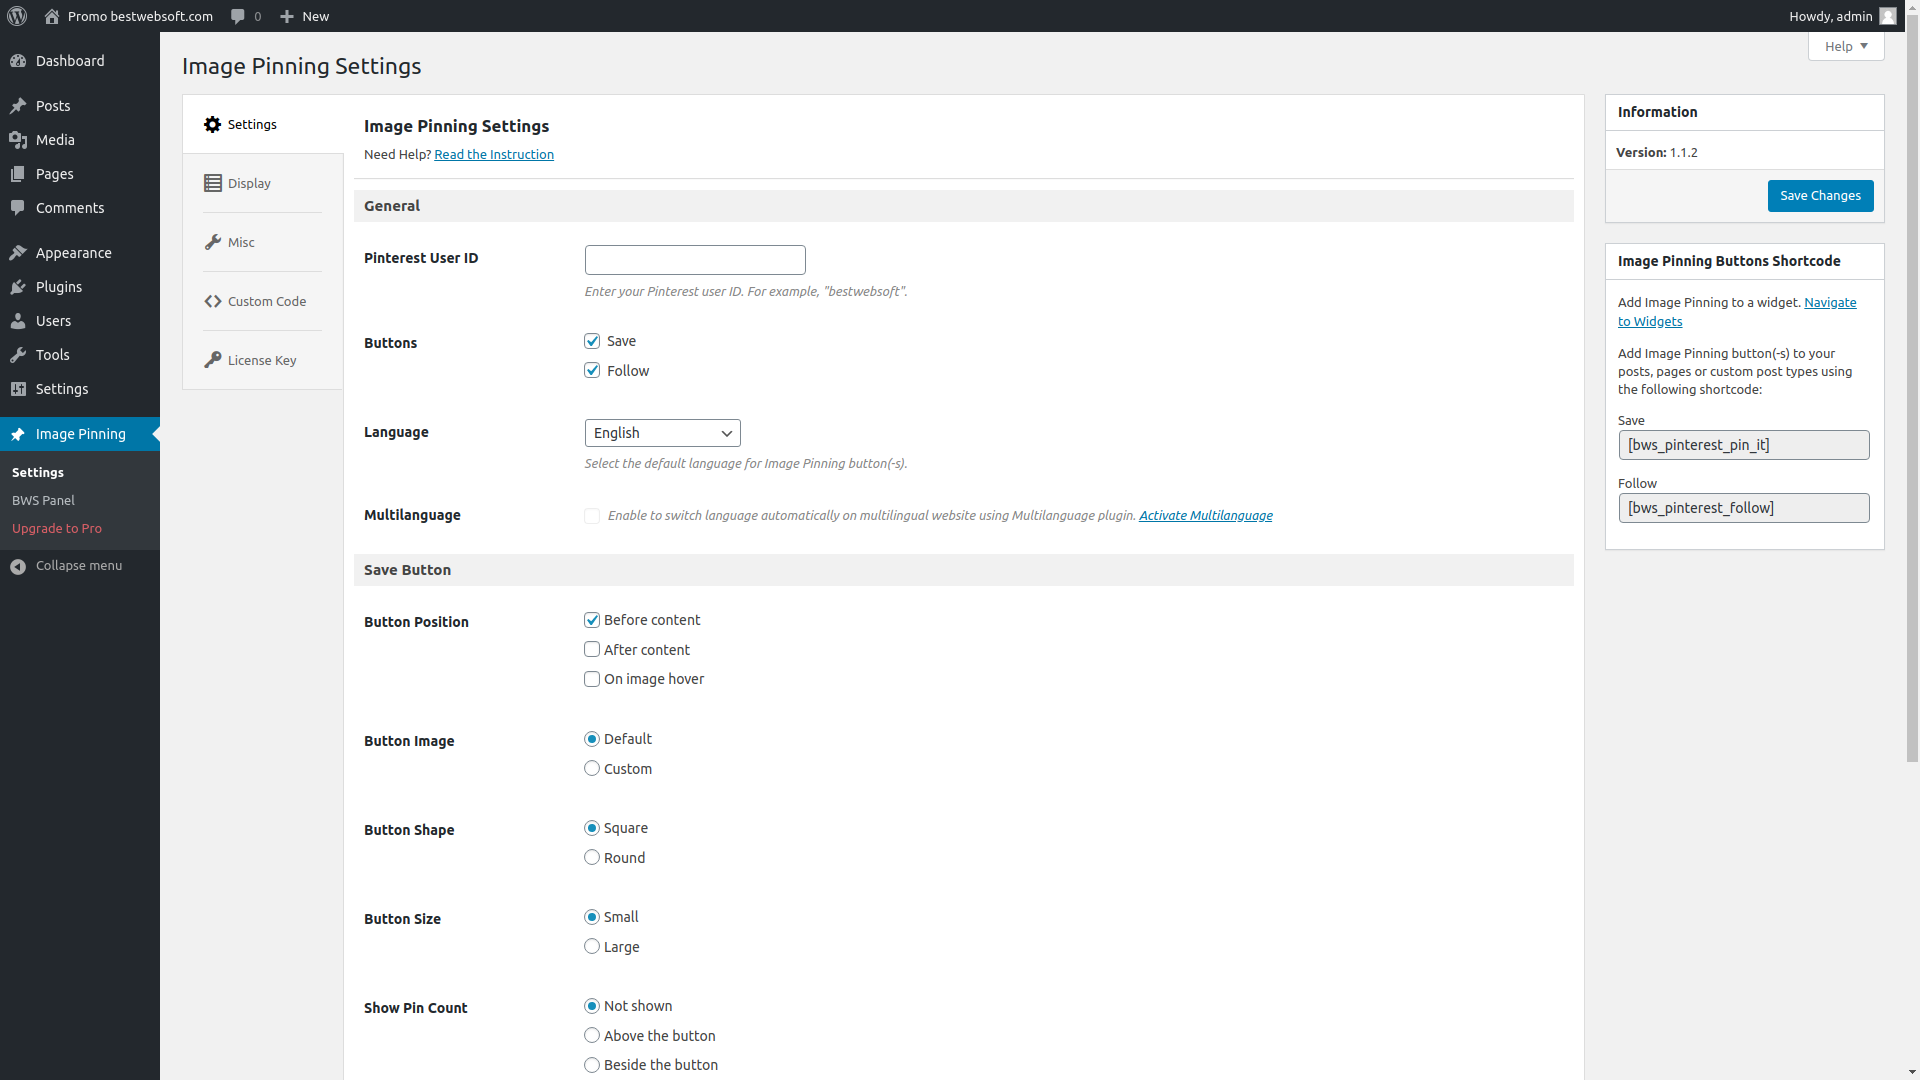 Promo bestwebsoft.com
0
New
Howdy, admin
Help
Dashboard
Posts
Media
Pages
Comments
Appearance
Plugins
Users
Tools
Settings
Image Pinning
Settings
BWS Panel
Upgrade to Pro
Collapse menu
Image Pinning Settings
Settings
Display
Misc
Custom Code
License Key
Image Pinning Settings
Need Help? Read the Instruction
General
Pinterest User ID
Enter your Pinterest user ID. For example, "bestwebsoft".
Buttons
Save
Follow
Language
English
Select the default language for Image Pinning button(-s).
Multilanguage
Enable to switch language automatically on multilingual website using Multilanguage plugin. Activate Multilanguage
Save Button
Button Position
Before content
After content
On image hover
Button Image
Default
Custom
Button Shape
Square
Round
Button Size
Small
Large
Show Pin Count
Not shown
Above the button
Beside the button
Information
Version: 1.1.2
Save Changes
Image Pinning Buttons Shortcode
Add Image Pinning to a widget. Navigate
to Widgets
Add Image Pinning button(-s) to your
posts, pages or custom post types using
the following shortcode:
Save
[bws_pinterest_pin_it]
Follow
[bws_pinterest_follow]